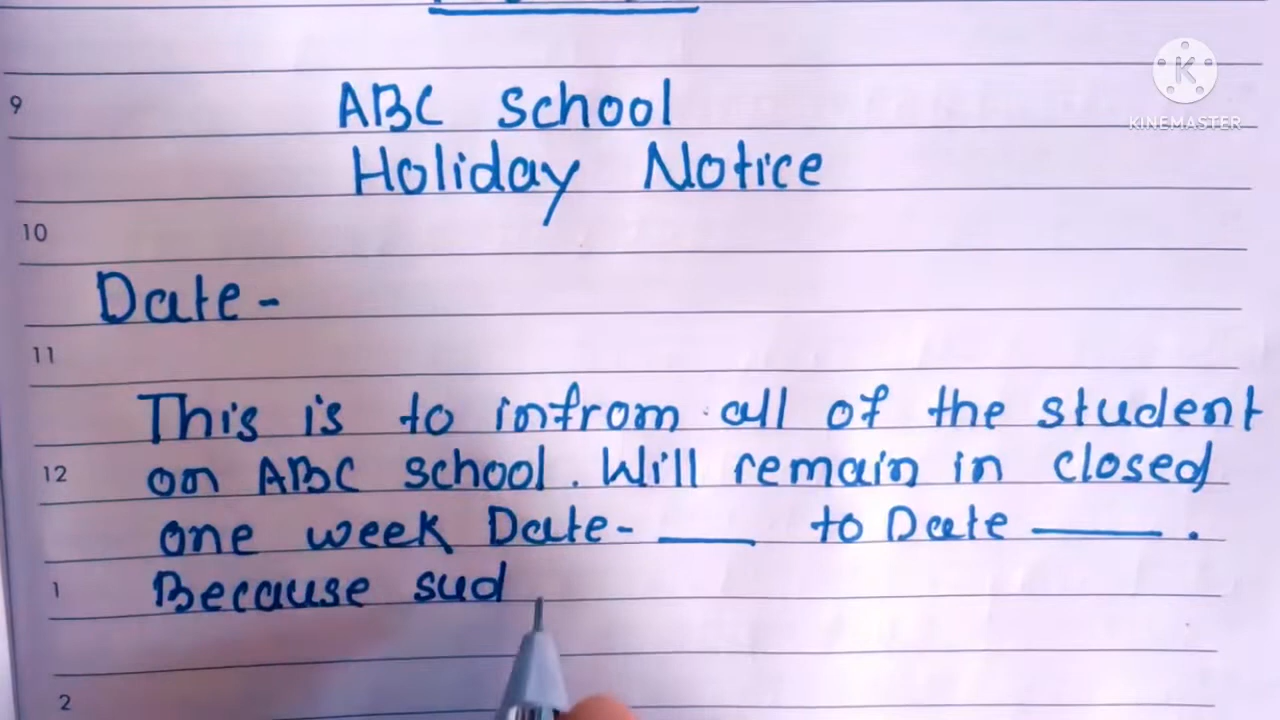 9
ABC school
Holiday Notice
10
Date -
11
This is to infrom all of the student
12 on ABC school. Will remain in closed
one week Date- ___ to Date ___.
1 Because sud
2
K
KINEMASTER